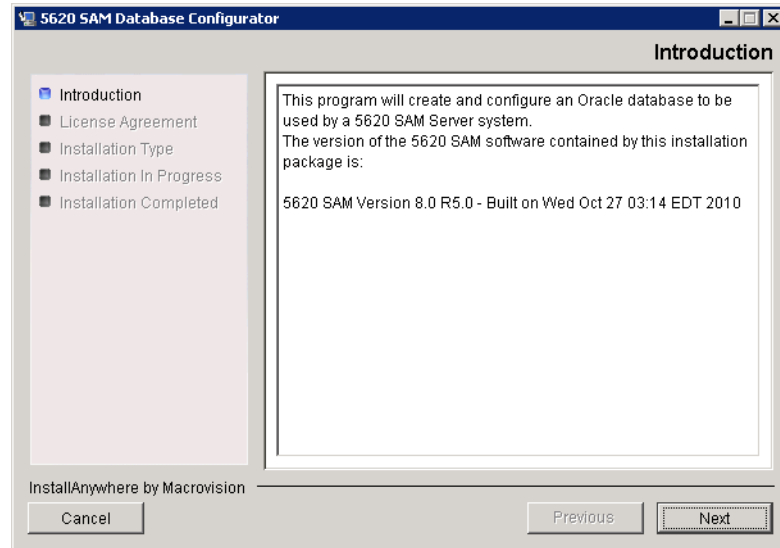 5620 SAM Database Configurator
Introduction
Introduction
License Agreement
Installation Type
Installation In Progress
Installation Completed
This program will create and configure an Oracle database to be
used by a 5620 SAM Server system.
The version of the 5620 SAM software contained by this installation
package is:
5620 SAM Version 8.0 R5.0 - Built on Wed Oct 27 03:14 EDT 2010
InstallAnywhere by Macrovision
Cancel
Previous
Next